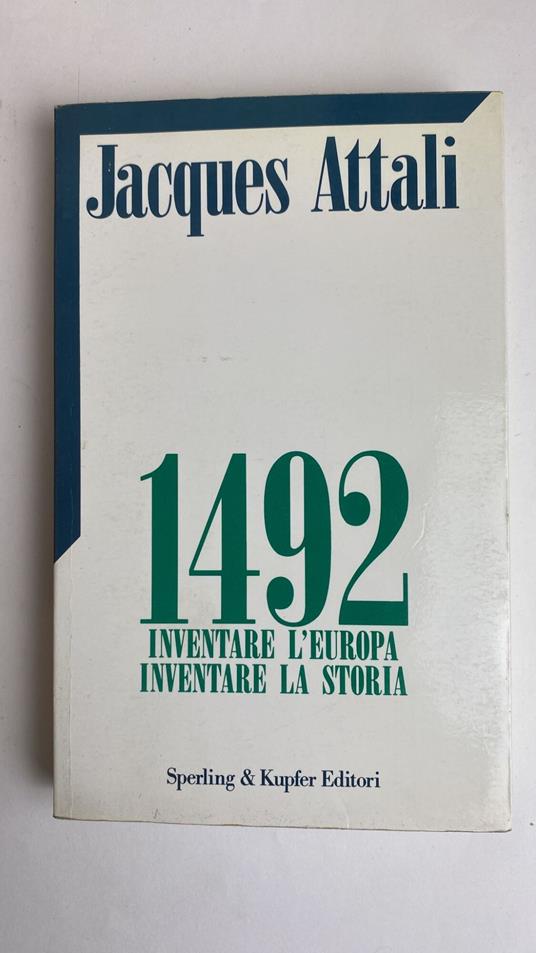 Jacques Attali
1492
INVENTARE L'EUROPA
INVENTARE LA STORIA
Sperling & Kupfer Editori